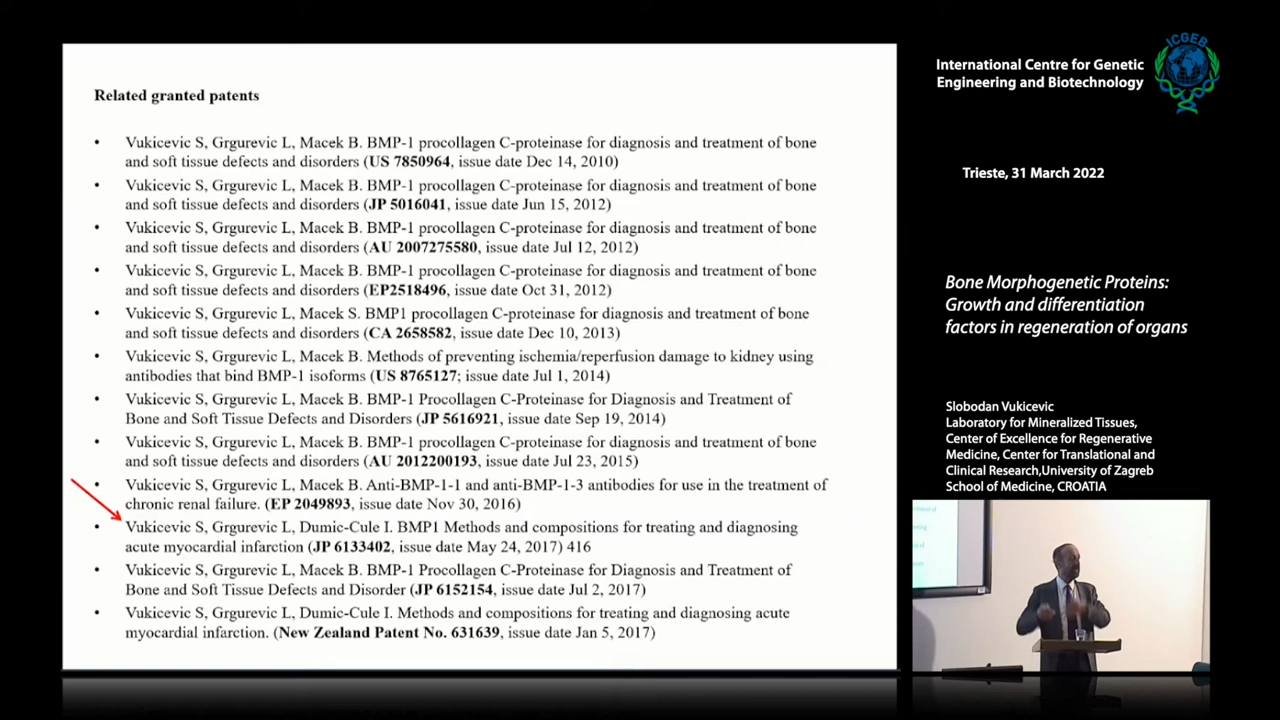 Related granted patents
• Vukicevic S, Grgurevic L, Macek B. BMP-1 procollagen C-proteinase for diagnosis and treatment of bone
and soft tissue defects and disorders (US 7850964, issue date Dec 14, 2010)
• Vukicevic S, Grgurevic L, Macek B. BMP-1 procollagen C-proteinase for diagnosis and treatment of bone
and soft tissue defects and disorders (JP 5016041, issue date Jun 15, 2012)
• Vukicevic S, Grgurevic L, Macek B. BMP-1 procollagen C-proteinase for diagnosis and treatment of bone
and soft tissue defects and disorders (AU 2007275580, issue date Jul 12, 2012)
• Vukicevic S, Grgurevic L, Macek B. BMP-1 procollagen C-proteinase for diagnosis and treatment of bone
and soft tissue defects and disorders (EP2518496, issue date Oct 31, 2012)
• Vukicevic S, Grgurevic L, Macek S. BMP1 procollagen C-proteinase for diagnosis and treatment of bone
and soft tissue defects and disorders (CA 2658582, issue date Dec 10, 2013)
• Vukicevic S, Grgurevic L, Macek B. Methods of preventing ischemia/reperfusion damage to kidney using
antibodies that bind BMP-1 isoforms (US 8765127; issue date Jul 1, 2014)
• Vukicevic S, Grgurevic L, Macek B. BMP-1 Procollagen C-Proteinase for Diagnosis and Treatment of
Bone and Soft Tissue Defects and Disorders (JP 5616921, issue date Sep 19, 2014)
• Vukicevic S, Grgurevic L, Macek B. BMP-1 procollagen C-proteinase for diagnosis and treatment of bone
and soft tissue defects and disorders (AU 2012200193, issue date Jul 23, 2015)
• Vukicevic S, Grgurevic L, Macek B. Anti-BMP-1-1 and anti-BMP-1-3 antibodies for use in the treatment of
chronic renal failure. (EP 2049893, issue date Nov 30, 2016)
• Vukicevic S, Grgurevic L, Dumic-Cule I. BMP1 Methods and compositions for treating and diagnosing
acute myocardial infarction (JP 6133402, issue date May 24, 2017) 416
• Vukicevic S, Grgurevic L, Macek B. BMP-1 Procollagen C-Proteinase for Diagnosis and Treatment of
Bone and Soft Tissue Defects and Disorder (JP 6152154, issue date Jul 2, 2017)
• Vukicevic S, Grgurevic L, Dumic-Cule I. Methods and compositions for treating and diagnosing acute
myocardial infarction. (New Zealand Patent No. 631639, issue date Jan 5, 2017)
International Centre for Genetic
Engineering and Biotechnology
ICGEB
Trieste, 31 March 2022
Bone Morphogenetic Proteins:
Growth and differentiation
factors in regeneration of organs
Slobodan Vukicevic
Laboratory for Mineralized Tissues,
Center of Excellence for Regenerative
Medicine, Center for Translational and
Clinical Research,University of Zagreb
School of Medicine, CROATIA